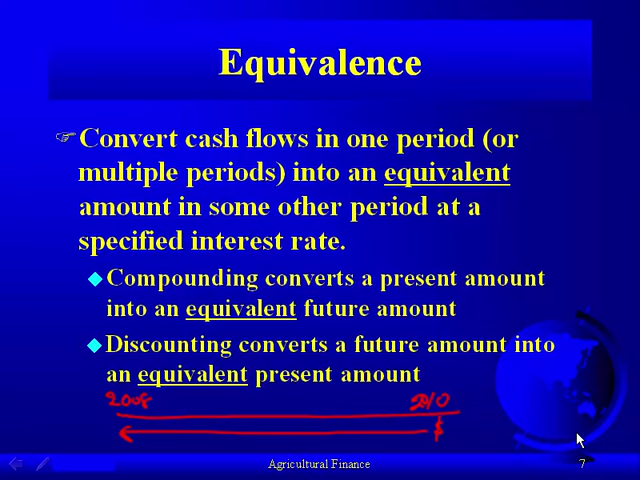 Equivalence
Convert cash flows in one period (or
multiple periods) into an equivalent
amount in some other period at a
specified interest rate.
Compounding converts a present amount
into an equivalent future amount
Discounting converts a future amount into
an equivalent present amount
2008 2010
$
Agricultural Finance 7